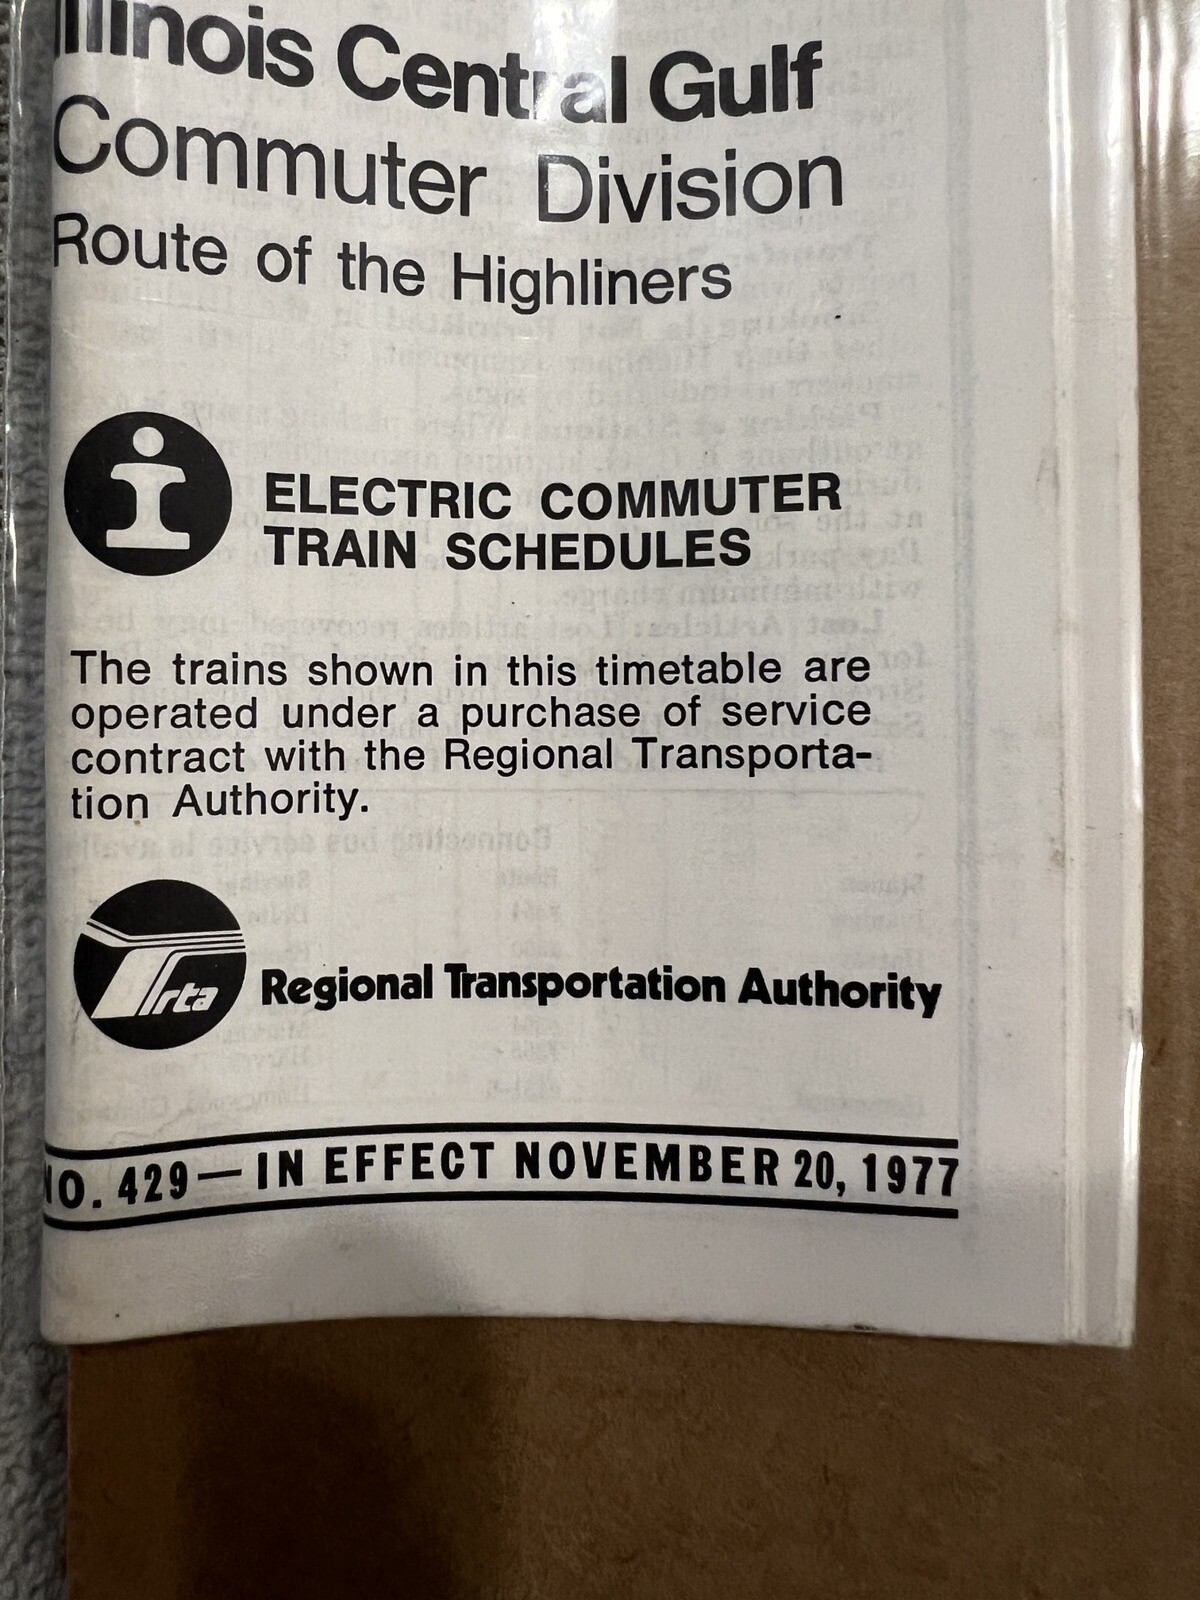 Illinois Central Gulf
Commuter Division
Route of the Highliners
i ELECTRIC COMMUTER
TRAIN SCHEDULES
The trains shown in this timetable are
operated under a purchase of service
contract with the Regional Transporta-
tion Authority.
rta Regional Transportation Authority
NO. 429— IN EFFECT NOVEMBER 20, 1977